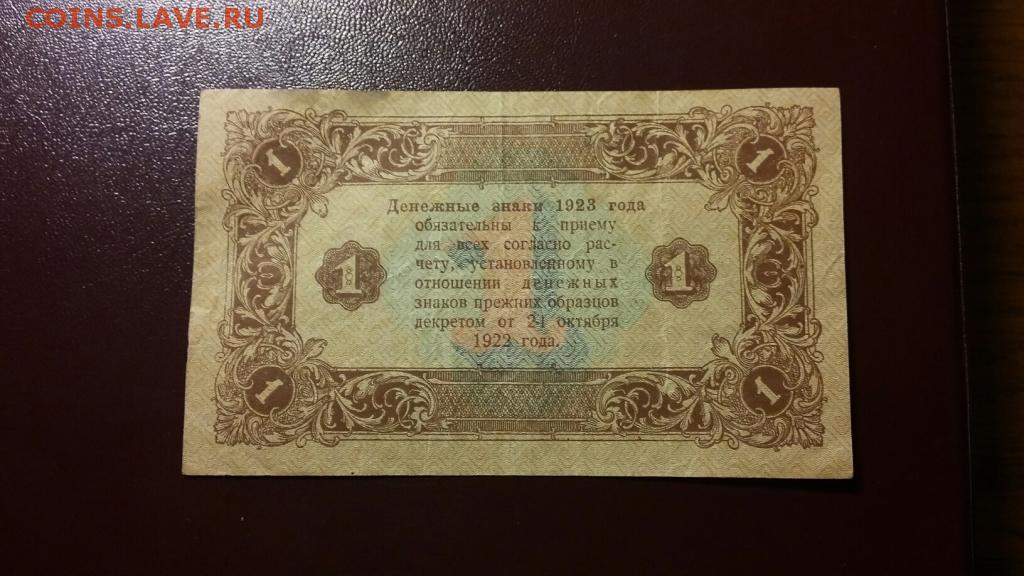 COINS.LAVE.RU
1 1
Денежные знаки 1923 года
обязательны к приему
для всех согласно рас-
чету, установленному в
1 1
отношении денежных
знаков прежних образцов
декретом от 24 октября
1922 года.
1 1